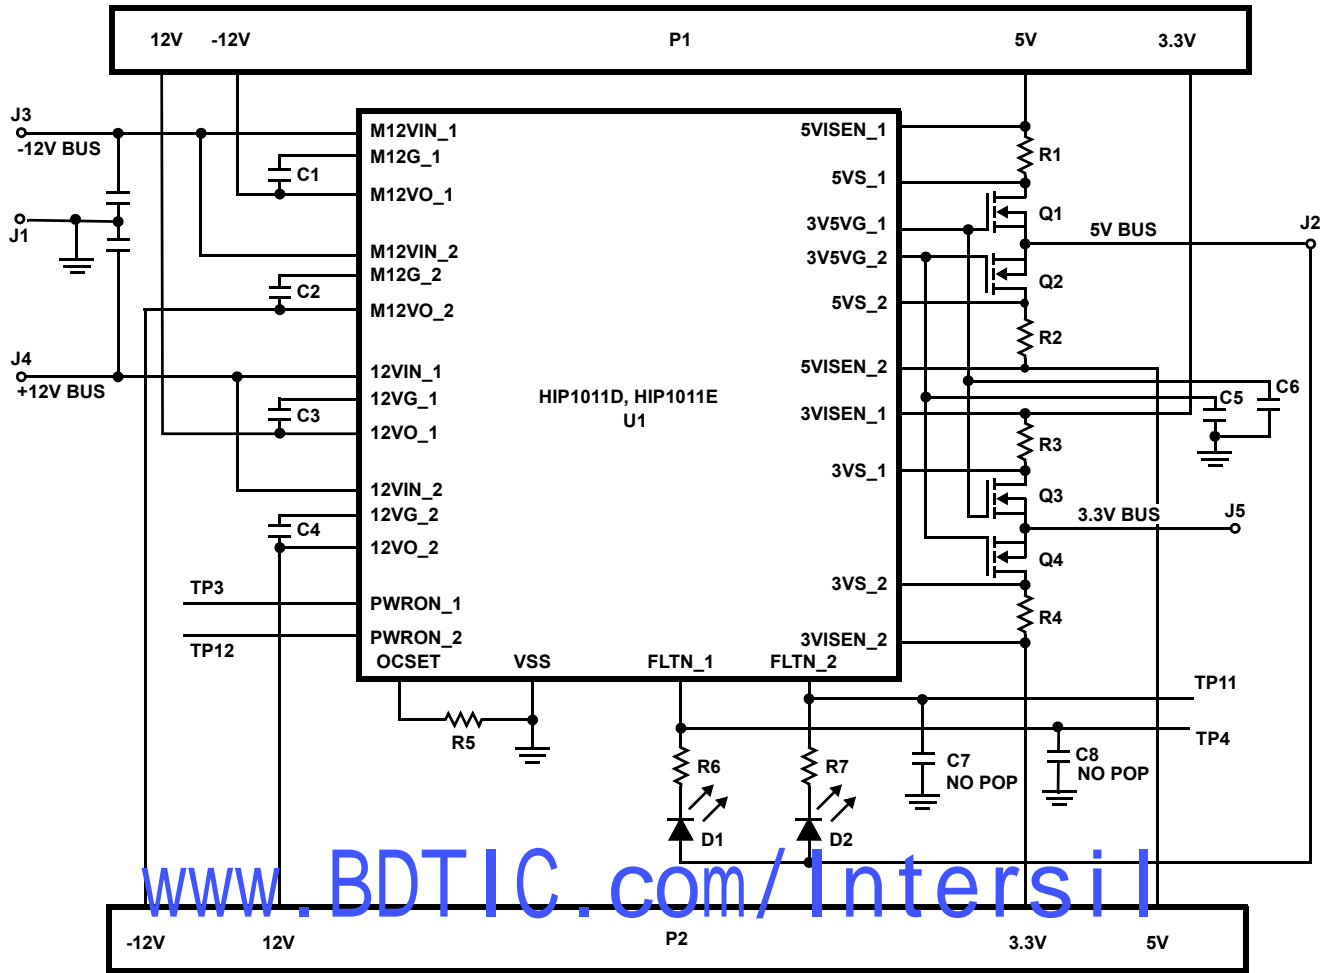 12V -12V P1 5V 3.3V
J3
-12V BUS
J1
J4
+12V BUS
C1
C2
C3
C4
TP3
TP12
M12VIN_1
M12G_1
M12VO_1
M12VIN_2
M12G_2
M12VO_2
12VIN_1
12VG_1
12VO_1
12VIN_2
12VG_2
12VO_2
PWRON_1
PWRON_2
OCSET VSS FLTN_1 FLTN_2
HIP1011D, HIP1011E
U1
5VISEN_1
5VS_1
3V5VG_1
3V5VG_2
5VS_2
5VISEN_2
3VISEN_1
3VS_1
3VS_2
3VISEN_2
R1
Q1
5V BUS J2
Q2
R2
C5 C6
R3
Q3
3.3V BUS J5
Q4
R4
TP11
TP4
R5
R6 R7
C7
NO POP
C8
NO POP
D1 D2
www.BDTIC.com/Intersil
-12V 12V P2 3.3V 5V